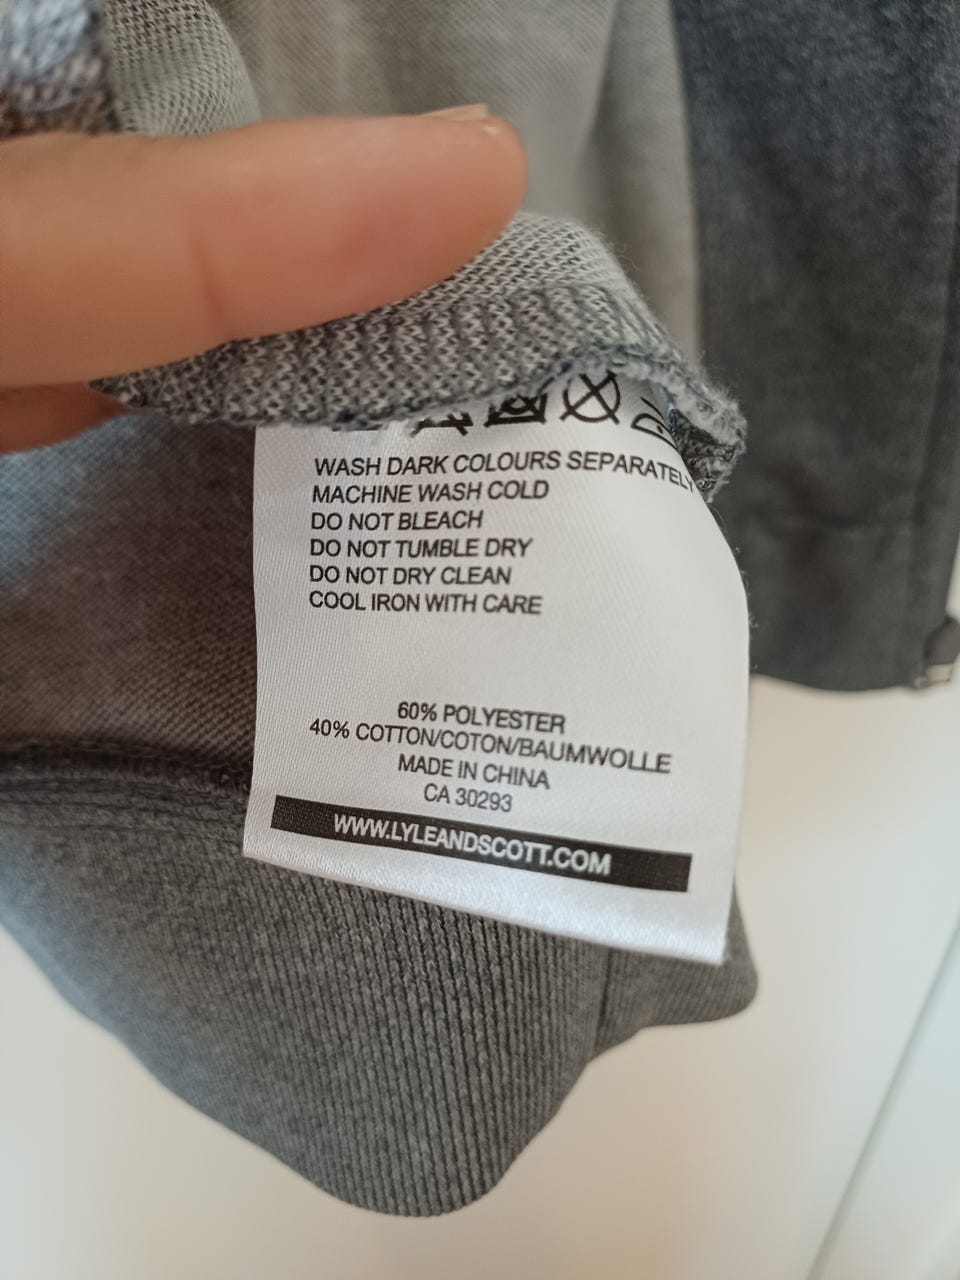 WASH DARK COLOURS SEPARATELY
MACHINE WASH COLD
DO NOT BLEACH
DO NOT TUMBLE DRY
DO NOT DRY CLEAN
COOL IRON WITH CARE
60% POLYESTER
40% COTTON/COTON/BAUMWOLLE
MADE IN CHINA
CA 30293
WWW.LYLEANDSCOTT.COM